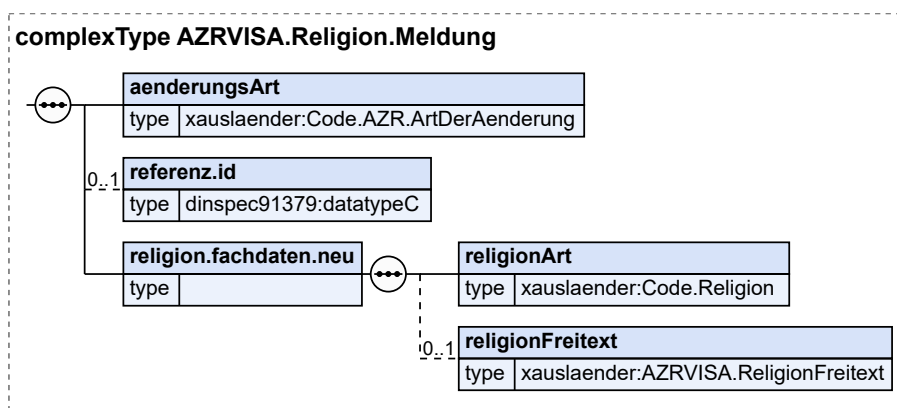 complexType AZRVISA.Religion.Meldung
aenderungsArt
type xauslaender:Code.AZR.ArtDerAenderung
0..1
referenz.id
type dinspec91379:datatypeC
religion.fachdaten.neu
type
religionArt
type xauslaender:Code.Religion
0..1
religionFreitext
type xauslaender:AZRVISA.ReligionFreitext